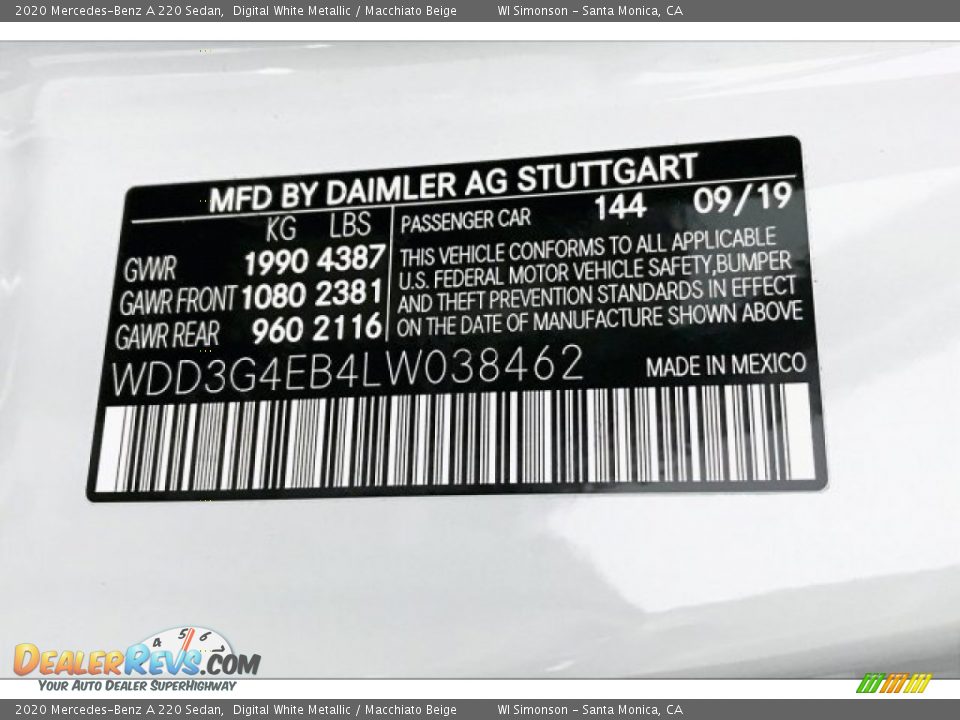 2020 Mercedes-Benz A 220 Sedan, Digital White Metallic / Macchiato Beige WI Simonson - Santa Monica, CA
MFD BY DAIMLER AG STUTTGART
KG LBS
GVWR 1990 4387
GAWR FRONT 1080 2381
GAWR REAR 960 2116
PASSENGER CAR 144 09/19
THIS VEHICLE CONFORMS TO ALL APPLICABLE
U.S. FEDERAL MOTOR VEHICLE SAFETY,BUMPER
AND THEFT PREVENTION STANDARDS IN EFFECT
ON THE DATE OF MANUFACTURE SHOWN ABOVE
WDD3G4EB4LW038462 MADE IN MEXICO
4 5 6
DEALERREVS.COM
YOUR AUTO DEALER SUPERHIGHWAY
2020 Mercedes-Benz A 220 Sedan, Digital White Metallic / Macchiato Beige WI Simonson - Santa Monica, CA